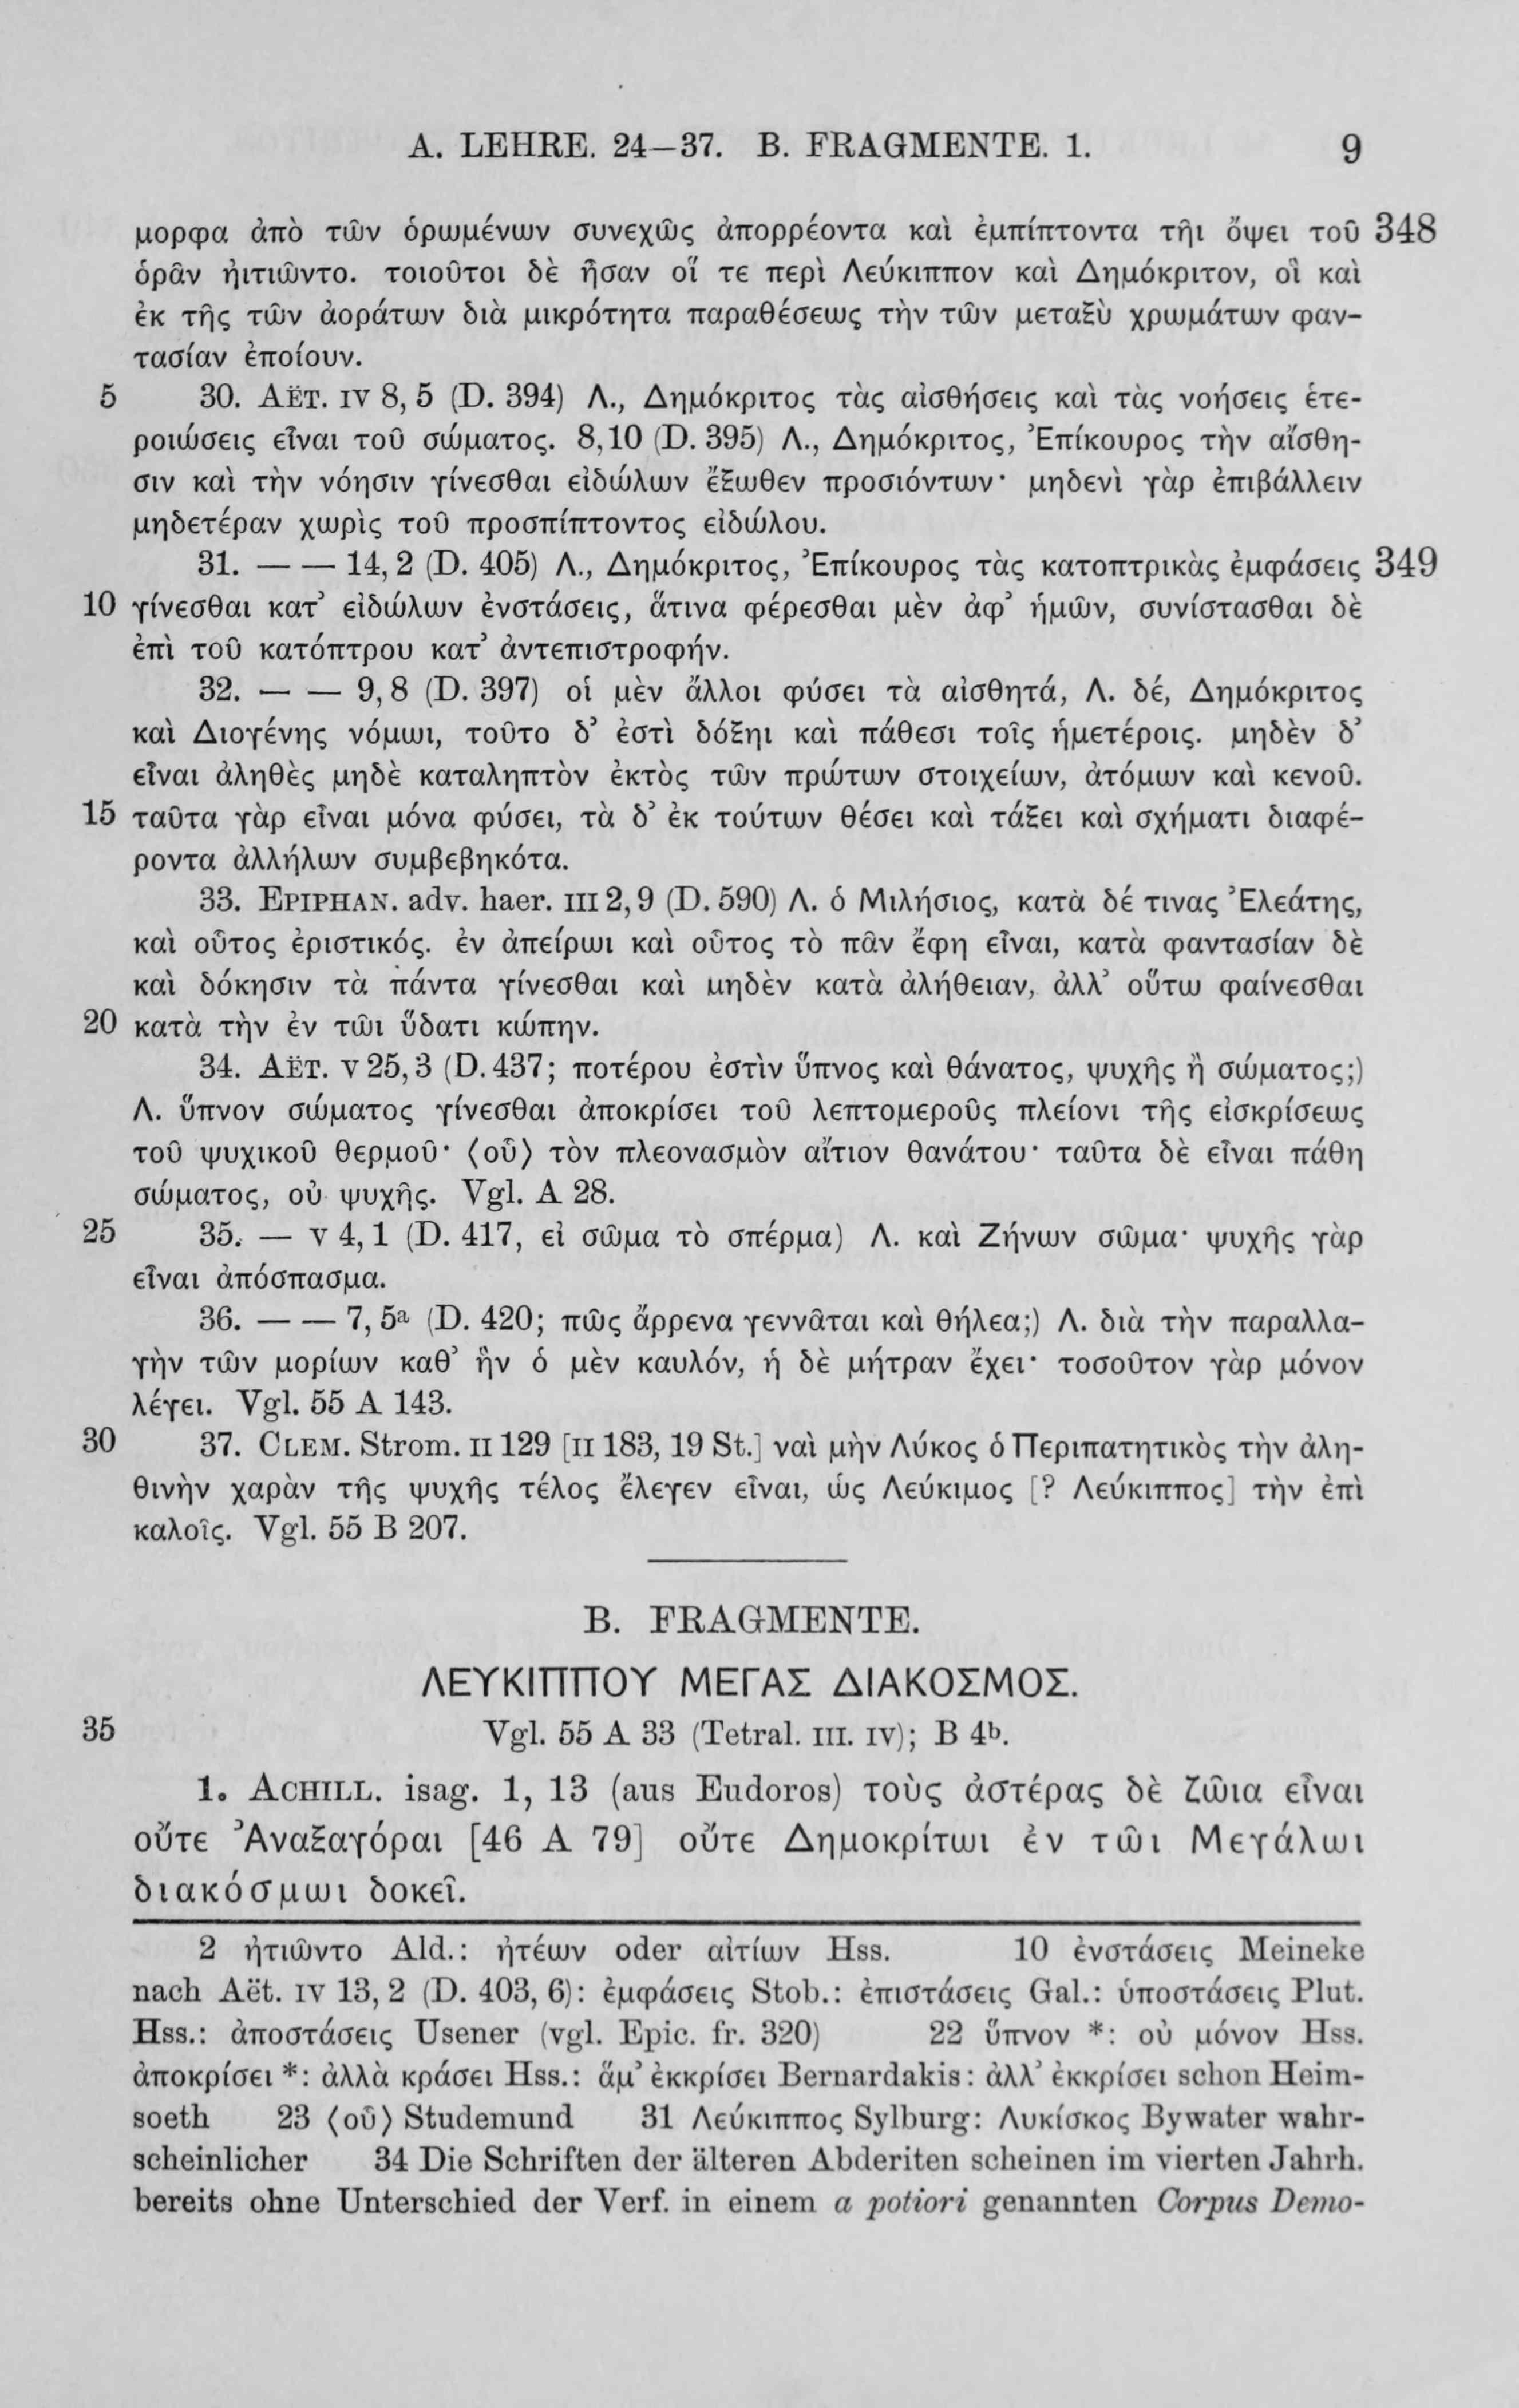 A. LEHRE. 24—37. B. FRAGMENTE. 1. 9
μορφα ἀπὸ τῶν ὁρωμένων συνεχῶς ἀπορρέοντα καὶ ἐμπίπτοντα τῆι ὄψει τοῦ 348
ὁρᾶν ἠιτιῶντο. τοιοῦτοι δὲ ἦσαν οἵ τε περὶ Λεύκιππον καὶ Δημόκριτον, οἳ καὶ
ἐκ τῆς τῶν ἀοράτων διὰ μικρότητα παραθέσεως τὴν τῶν μεταξὺ χρωμάτων φαν-
τασίαν ἐποίουν.
5 30. AËT. IV 8, 5 (D. 394) Λ., Δημόκριτος τὰς αἰσθήσεις καὶ τὰς νοήσεις ἑτε-
ροιώσεις εἶναι τοῦ σώματος. 8,10 (D. 395) Λ., Δημόκριτος, Ἐπίκουρος τὴν αἴσθη-
σιν καὶ τὴν νόησιν γίνεσθαι εἰδώλων ἔξωθεν προσιόντων· μηδενὶ γὰρ ἐπιβάλλειν
μηδετέραν χωρὶς τοῦ προσπίπτοντος εἰδώλου.
31. — — 14, 2 (D. 405) Λ., Δημόκριτος, Ἐπίκουρος τὰς κατοπτρικὰς ἐμφάσεις 349
10 γίνεσθαι κατ’ εἰδώλων ἐνστάσεις, ἅτινα φέρεσθαι μὲν ἀφ’ ἡμῶν, συνίστασθαι δὲ
ἐπὶ τοῦ κατόπτρου κατ’ ἀντεπιστροφήν.
32. — — 9, 8 (D. 397) οἱ μὲν ἄλλοι φύσει τὰ αἰσθητά, Λ. δέ, Δημόκριτος
καὶ Διογένης νόμωι, τοῦτο δ’ ἐστὶ δόξηι καὶ πάθεσι τοῖς ἡμετέροις. μηδὲν δ’
εἶναι ἀληθὲς μηδὲ καταληπτὸν ἐκτὸς τῶν πρώτων στοιχείων, ἀτόμων καὶ κενοῦ.
15 ταῦτα γὰρ εἶναι μόνα φύσει, τὰ δ’ ἐκ τούτων θέσει καὶ τάξει καὶ σχήματι διαφέ-
ροντα ἀλλήλων συμβεβηκότα.
33. EPIPHAN. adv. haer. III 2, 9 (D. 590) Λ. ὁ Μιλήσιος, κατὰ δέ τινας Ἐλεάτης,
καὶ οὗτος ἐριστικός. ἐν ἀπείρωι καὶ οὗτος τὸ πᾶν ἔφη εἶναι, κατὰ φαντασίαν δὲ
καὶ δόκησιν τὰ πάντα γίνεσθαι καὶ μηδὲν κατὰ ἀλήθειαν, ἀλλ’ οὕτω φαίνεσθαι
20 κατὰ τὴν ἐν τῶι ὕδατι κώπην.
34. AËT. V 25, 3 (D. 437; ποτέρου ἐστὶν ὕπνος καὶ θάνατος, ψυχῆς ἢ σώματος;)
Λ. ὕπνον σώματος γίνεσθαι ἀποκρίσει τοῦ λεπτομεροῦς πλείονι τῆς εἰσκρίσεως
τοῦ ψυχικοῦ θερμοῦ· ⟨οὗ⟩ τὸν πλεονασμὸν αἴτιον θανάτου· ταῦτα δὲ εἶναι πάθη
σώματος, οὐ ψυχῆς. Vgl. A 28.
25 35. — V 4, 1 (D. 417, εἰ σῶμα τὸ σπέρμα) Λ. καὶ Ζήνων σῶμα· ψυχῆς γὰρ
εἶναι ἀπόσπασμα.
36. — — 7, 5ª (D. 420; πῶς ἄρρενα γεννᾶται καὶ θήλεα;) Λ. διὰ τὴν παραλλα-
γὴν τῶν μορίων καθ’ ἣν ὁ μὲν καυλόν, ἡ δὲ μήτραν ἔχει· τοσοῦτον γὰρ μόνον
λέγει. Vgl. 55 A 143.
30 37. CLEM. Strom. II 129 [II 183, 19 St.] ναὶ μὴν Λύκος ὁ Περιπατητικὸς τὴν ἀλη-
θινὴν χαρὰν τῆς ψυχῆς τέλος ἔλεγεν εἶναι, ὡς Λεύκιμος [? Λεύκιππος] τὴν ἐπὶ
καλοῖς. Vgl. 55 B 207.
B. FRAGMENTE.
ΛΕΥΚΙΠΠΟΥ ΜΕΓΑΣ ΔΙΑΚΟΣΜΟΣ.
35 Vgl. 55 A 33 (Tetral. III. IV); B 4ᵇ.
1. ACHILL. isag. 1, 13 (aus Eudoros) τοὺς ἀστέρας δὲ ζῶια εἶναι
οὔτε Ἀναξαγόραι [46 A 79] οὔτε Δημοκρίτωι ἐν τῶι Μεγάλωι
διακόσμωι δοκεῖ.
2 ἠτιῶντο Ald.: ἠτέων oder αἰτίων Hss. 10 ἐνστάσεις Meineke
nach Aët. IV 13, 2 (D. 403, 6): ἐμφάσεις Stob.: ἐπιστάσεις Gal.: ὑποστάσεις Plut.
Hss.: ἀποστάσεις Usener (vgl. Epic. fr. 320) 22 ὕπνον *: οὐ μόνον Hss.
ἀποκρίσει *: ἀλλὰ κράσει Hss.: ἅμ’ ἐκκρίσει Bernardakis: ἀλλ’ ἐκκρίσει schon Heim-
soeth 23 ⟨οὗ⟩ Studemund 31 Λεύκιππος Sylburg: Λυκίσκος Bywater wahr-
scheinlicher 34 Die Schriften der älteren Abderiten scheinen im vierten Jahrh.
bereits ohne Unterschied der Verf. in einem a potiori genannten Corpus Demo-